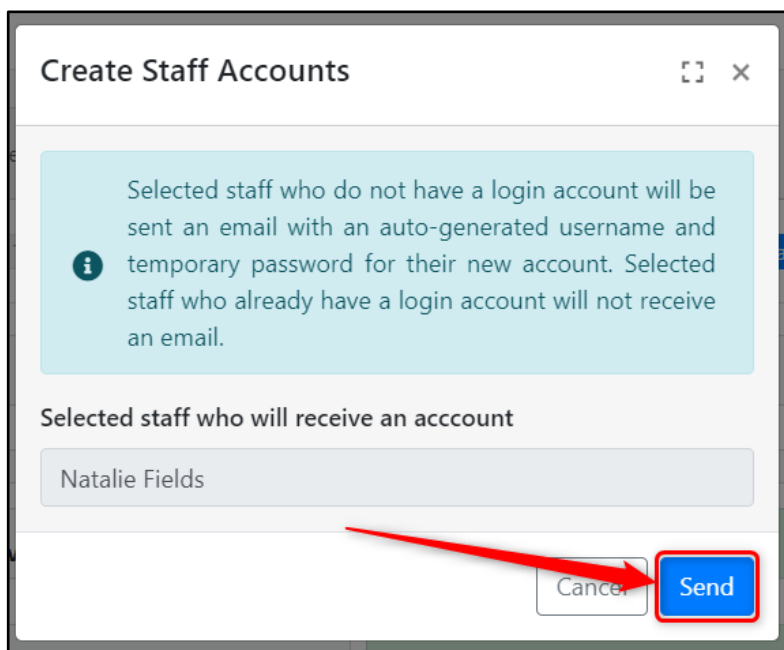 Create Staff Accounts
Selected staff who do not have a login account will be
sent an email with an auto-generated username and
temporary password for their new account. Selected
staff who already have a login account will not receive
an email.
Selected staff who will receive an acccount
Natalie Fields
Cancel Send